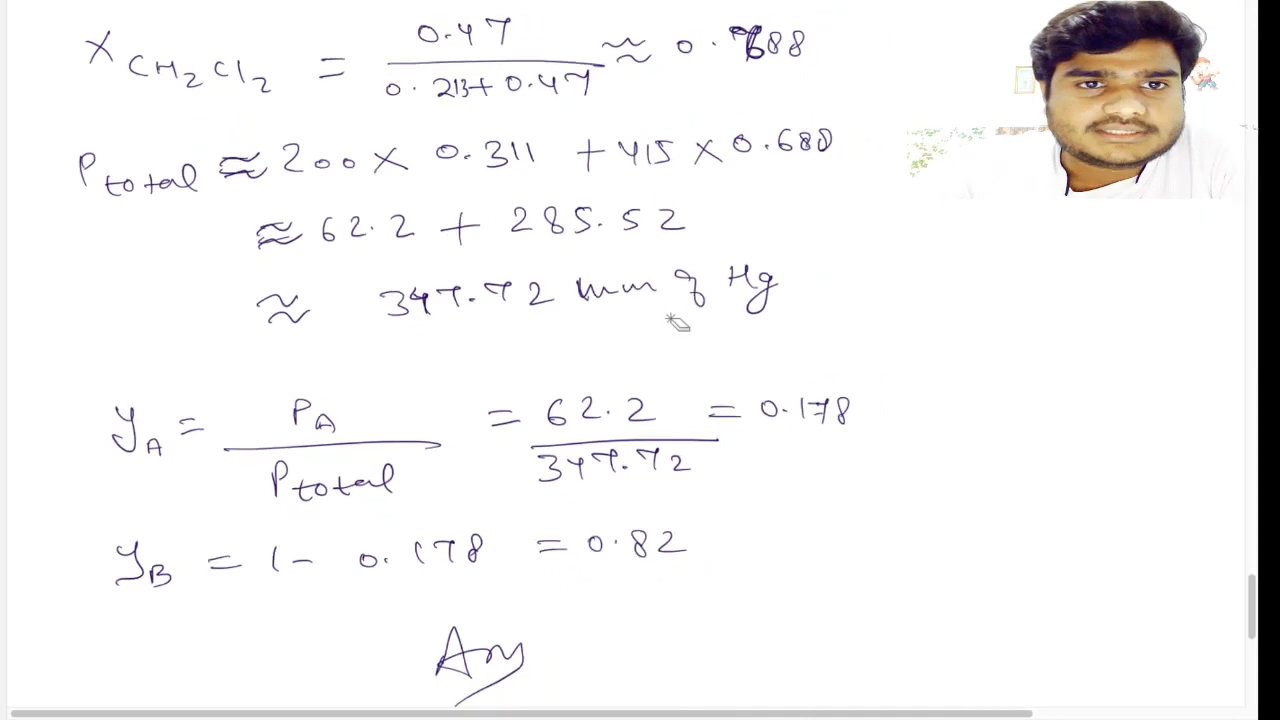 X CH2Cl2 = 0.47 / 0.213+0.47 ≈ 0.688
P total ≈ 200 × 0.311 + 415 × 0.688
≈ 62.2 + 285.52
≈ 347.72 mm of Hg
yA = PA / Ptotal = 62.2 / 347.72 = 0.178
yB = 1 - 0.178 = 0.82
Ans